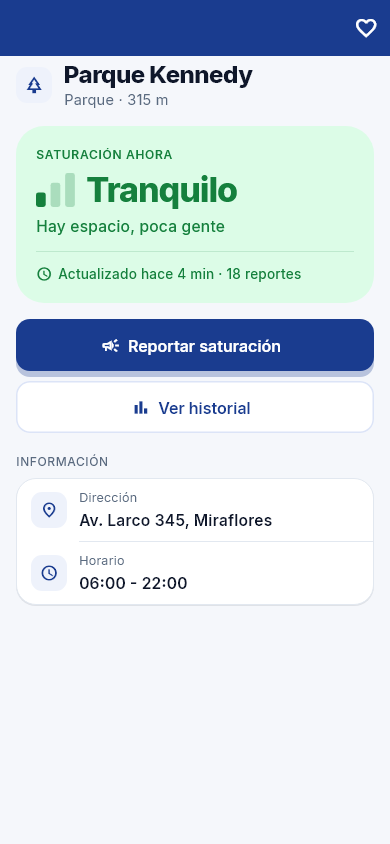 Parque Kennedy
Parque · 315 m
SATURACIÓN AHORA
Tranquilo
Hay espacio, poca gente
Actualizado hace 4 min · 18 reportes
Reportar saturación
Ver historial
INFORMACIÓN
Dirección
Av. Larco 345, Miraflores
Horario
06:00 - 22:00